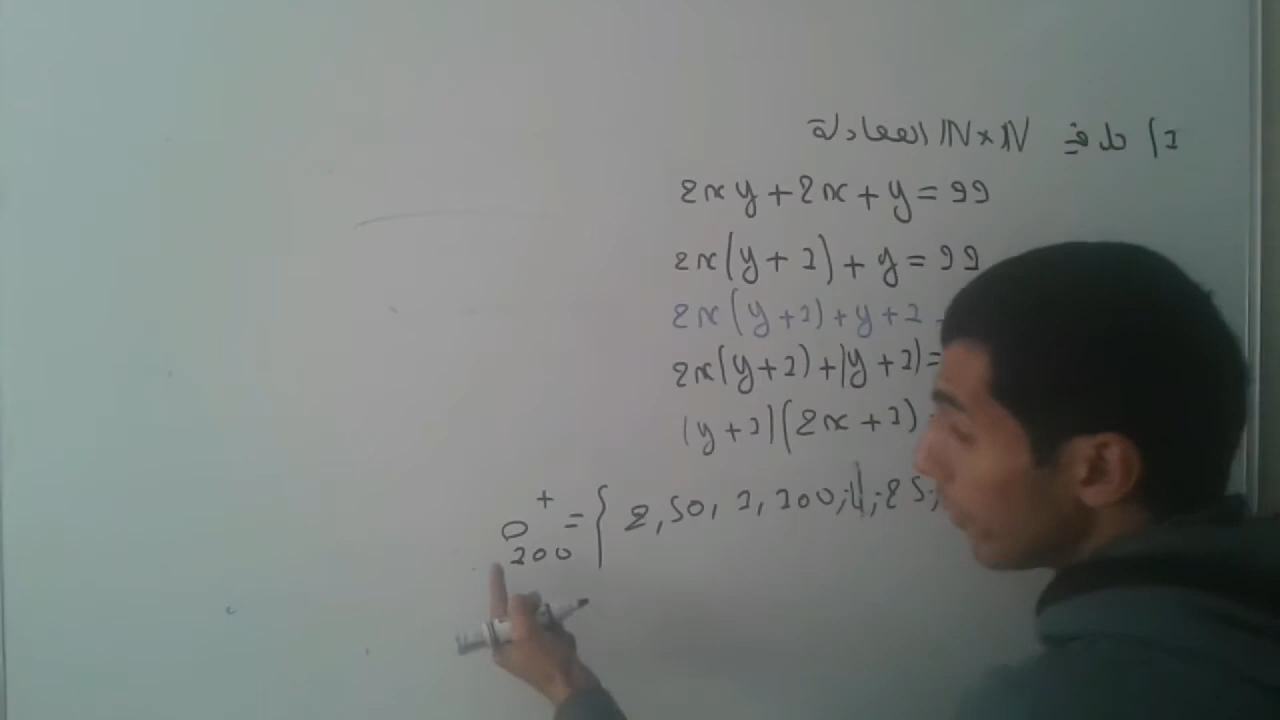 1) حل في IN×IN المعادلة
2xy + 2x + y = 99
2x(y + 1) + y = 99
2x(y + 1) + y + 1
2x(y + 1) + (y + 1) =
(y + 1)(2x + 1)
D⁺₁₀₀ = { 2, 50, 1, 100; 4; 25;